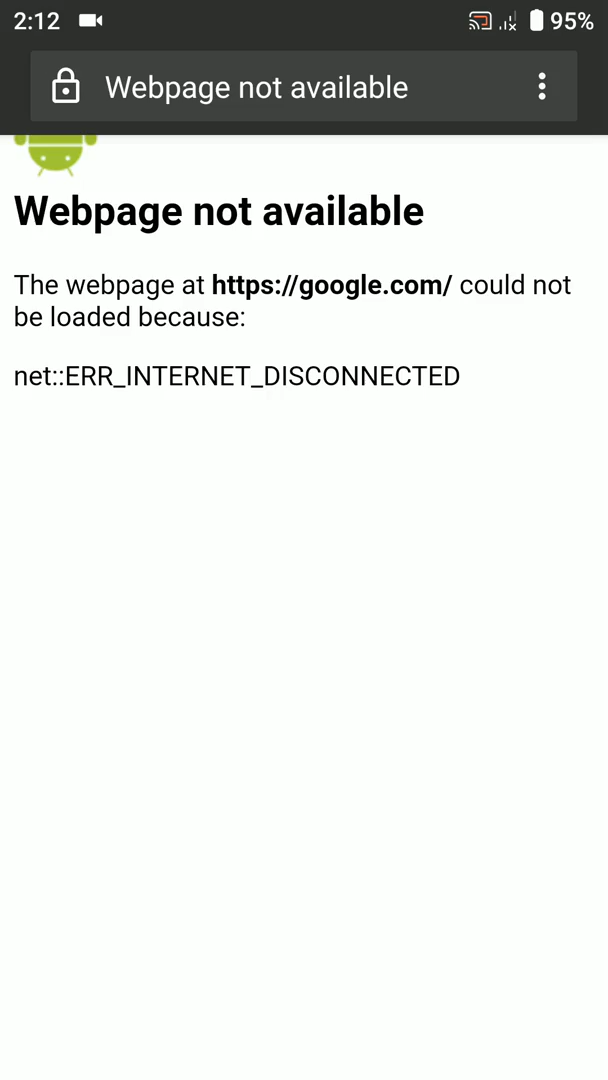 2:12 95%
Webpage not available
Webpage not available
The webpage at https://google.com/ could not
be loaded because:
net::ERR_INTERNET_DISCONNECTED